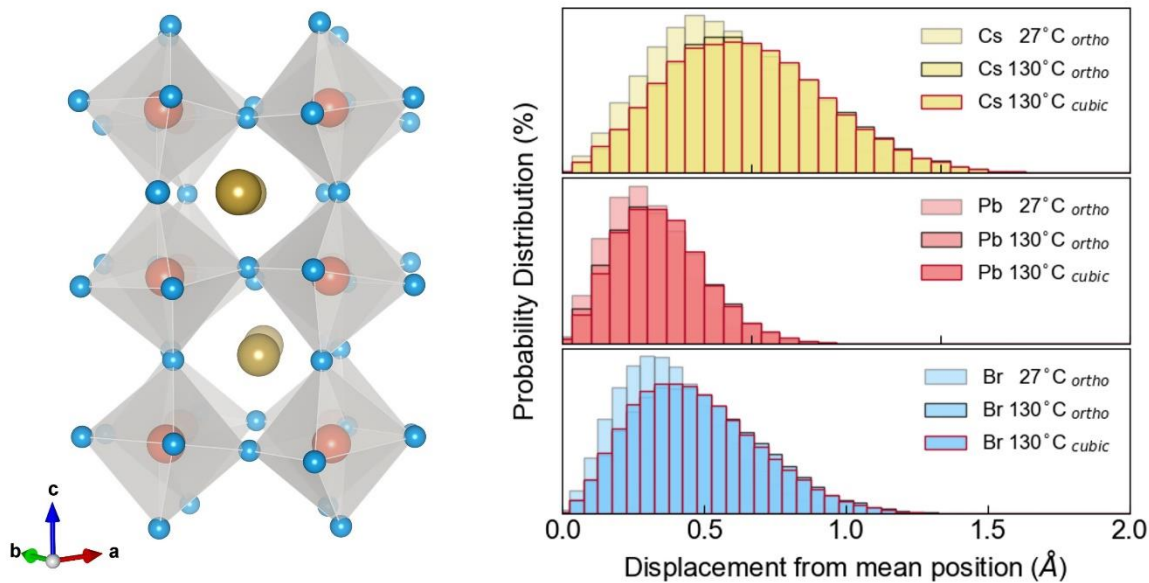 c
b
a
Probability Distribution (%)
Cs 27°C ortho
Cs 130°C ortho
Cs 130°C cubic
Pb 27°C ortho
Pb 130°C ortho
Pb 130°C cubic
Br 27°C ortho
Br 130°C ortho
Br 130°C cubic
0.0 0.5 1.0 1.5 2.0
Displacement from mean position (Å)